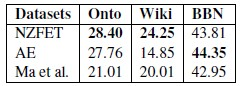 Datasets Onto Wiki BBN
NZFET 28.40 24.25 43.81
AE 27.76 14.85 44.35
Ma et al. 21.01 20.01 42.95